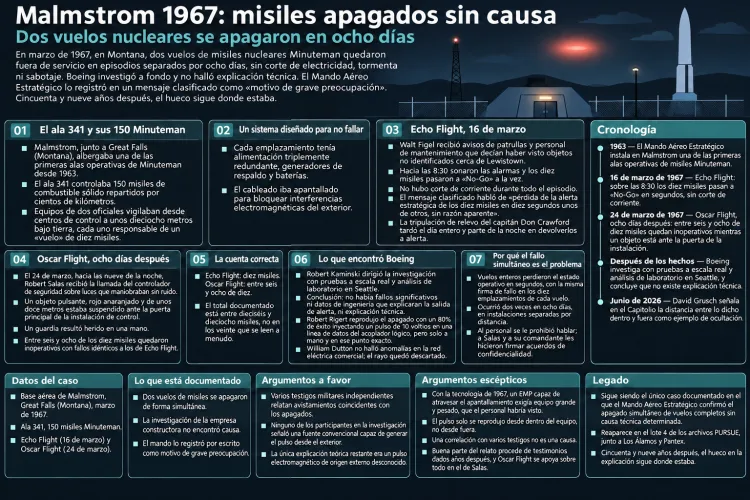 Malmstrom 1967: misiles apagados sin causa
Dos vuelos nucleares se apagaron en ocho días
En marzo de 1967, en Montana, dos vuelos de misiles nucleares Minuteman quedaron
fuera de servicio en episodios separados por ocho días, sin corte de electricidad, tormenta
ni sabotaje. Boeing investigó a fondo y no halló explicación técnica. El Mando Aéreo
Estratégico lo registró en un mensaje clasificado como «motivo de grave preocupación».
Cincuenta y nueve años después, el hueco sigue donde estaba.
01 El ala 341 y sus 150 Minuteman
Malmstrom, junto a Great Falls
(Montana), albergaba una de las
primeras alas operativas de Minuteman
desde 1963.
El ala 341 controlaba 150 misiles de
combustible sólido repartidos por
cientos de kilómetros.
Equipos de dos oficiales vigilaban desde
centros de control a unos dieciocho metros
bajo tierra, cada uno responsable de un
«vuelo» de diez misiles.
02 Un sistema diseñado para no fallar
Cada emplazamiento tenía
alimentación triplemente
redundante, generadores de
respaldo y baterías.
El cableado iba apantallado
para bloquear interferencias
electromagnéticas del exterior.
03 Echo Flight, 16 de marzo
Walt Figel recibió avisos de patrullas y personal
de mantenimiento que decían haber visto objetos
no identificados cerca de Lewistown.
Hacia las 8:30 sonaron las alarmas y los diez
misiles pasaron a «No-Go» a la vez.
No hubo corte de corriente durante todo el episodio.
El mensaje clasificado habló de «pérdida de la alerta
estratégica de los diez misiles en diez segundos unos
de otros, sin razón aparente».
La tripulación de relevo del capitán Don Crawford
tardó el día entero y parte de la noche en devolverlos
a alerta.
Cronología
1963 — El Mando Aéreo Estratégico
instala en Malmstrom una de las primeras
alas operativas de misiles Minuteman.
16 de marzo de 1967 — Echo Flight:
sobre las 8:30 los diez misiles pasan a
«No-Go» en segundos, sin corte de
corriente.
24 de marzo de 1967 — Oscar Flight,
ocho días después: entre seis y ocho de
diez misiles quedan inoperativos mientras
un objeto está ante la puerta de la
instalación.
Después de los hechos — Boeing
investiga con pruebas a escala real y
análisis de laboratorio en Seattle, y
concluye que no existe explicación técnica.
Junio de 2026 — David Grusch señala
en el Capitolio la distancia entre lo dicho
dentro y fuera como ejemplo de ocultación.
04 Oscar Flight, ocho días después
El 24 de marzo, hacia las nueve de la noche,
Robert Salas recibió la llamada del controlador
de seguridad sobre luces que maniobraban sin ruido.
Un objeto pulsante, rojo anaranjado y de unos
doce metros estaba suspendido ante la puerta
principal de la instalación de control.
Un guardia resultó herido en una mano.
Entre seis y ocho de los diez misiles quedaron
inoperativos con fallos idénticos a los de Echo Flight.
05 La cuenta correcta
Echo Flight: diez misiles.
Oscar Flight: entre seis
y ocho de diez.
El total documentado
está entre dieciséis y
dieciocho misiles, no en
los veinte que se leen a
menudo.
06 Lo que encontró Boeing
Robert Kaminski dirigió la investigación
con pruebas a escala real y análisis de
laboratorio en Seattle.
Conclusión: no había fallos significativos
ni datos de ingeniería que explicaran la salida
de alerta, ni explicación técnica.
Robert Rigert reprodujo el apagado con un 80%
de éxito inyectando un pulso de 10 voltios en una
línea de datos del acoplador lógico, pero solo a
mano y en ese punto exacto.
William Dutton no halló anomalías en la red
eléctrica comercial; el rayo quedó descartado.
07 Por qué el fallo
simultáneo es el problema
Vuelos enteros perdieron el estado
operativo en segundos, con la misma
firma de fallo en los diez
emplazamientos de cada vuelo.
Ocurrió dos veces en ocho días, en
instalaciones separadas por
distancia.
Al personal se le prohibió hablar;
a Salas y a su comandante les
hicieron firmar acuerdos de
confidencialidad.
Datos del caso
Base aérea de Malmstrom,
Great Falls (Montana), marzo
de 1967.
Ala 341, 150 misiles Minuteman.
Echo Flight (16 de marzo) y
Oscar Flight (24 de marzo).
Lo que está documentado
Dos vuelos de misiles se apagaron
de forma simultánea.
La investigación de la empresa
constructora no encontró causa.
El mando lo registró por escrito
como motivo de grave preocupación.
Argumentos a favor
Varios testigos militares independientes
relatan avistamientos coincidentes con
los apagados.
Ninguno de los participantes en la investigación
señaló una fuente convencional capaz de generar
el pulso desde el exterior.
La única explicación teórica restante era un pulso
electromagnético de origen externo desconocido.
Argumentos escépticos
Con la tecnología de 1967, un EMP capaz de
atravesar el apantallamiento exigía equipo grande
y pesado, que el personal habría visto.
El pulso solo se reprodujo desde dentro del equipo,
no desde fuera.
Una correlación con varios testigos no es una causa.
Buena parte del relato procede de testimonios
dados años después, y Oscar Flight se apoya sobre
todo en el de Salas.
Legado
Sigue siendo el único caso documentado en el
que el Mando Aéreo Estratégico confirmó el
apagado simultáneo de vuelos completos sin
causa técnica determinada.
Reaparece en el lote 4 de los archivos PURSUE,
junto a Los Álamos y Pantex.
Cincuenta y nueve años después, el hueco en la
explicación sigue donde estaba.